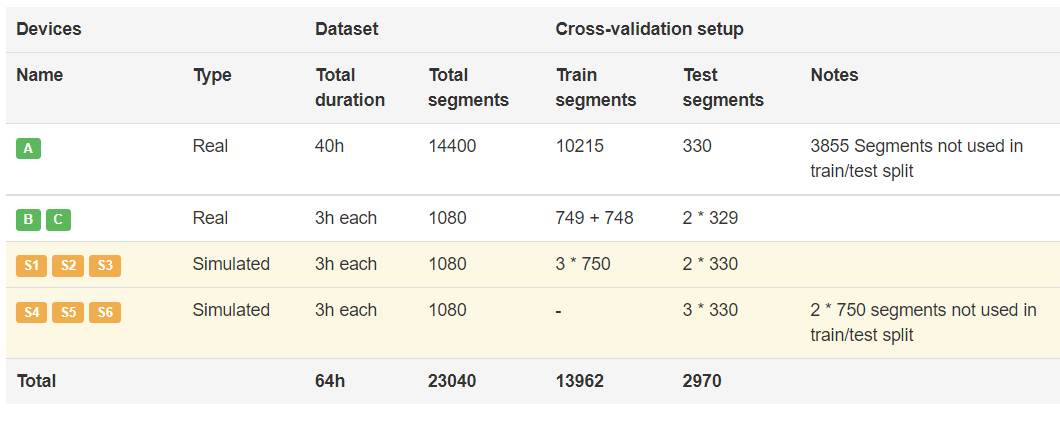 Devices Dataset Cross-validation setup
Name Type Total duration Total segments Train segments Test segments Notes
A Real 40h 14400 10215 330 3855 Segments not used in train/test split
B C Real 3h each 1080 749 + 748 2 * 329
S1 S2 S3 Simulated 3h each 1080 3 * 750 2 * 330
S4 S5 S6 Simulated 3h each 1080 - 3 * 330 2 * 750 segments not used in train/test split
Total 64h 23040 13962 2970